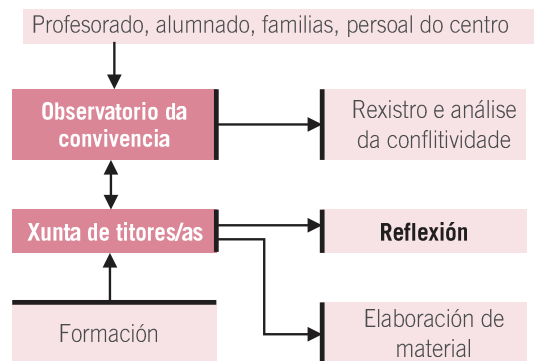 Profesorado, alumnado, familias, persoal do centro
Observatorio da
convivencia
Rexistro e análise
da conflitividade
Xunta de titores/as
Reflexión
Formación
Elaboración de
material